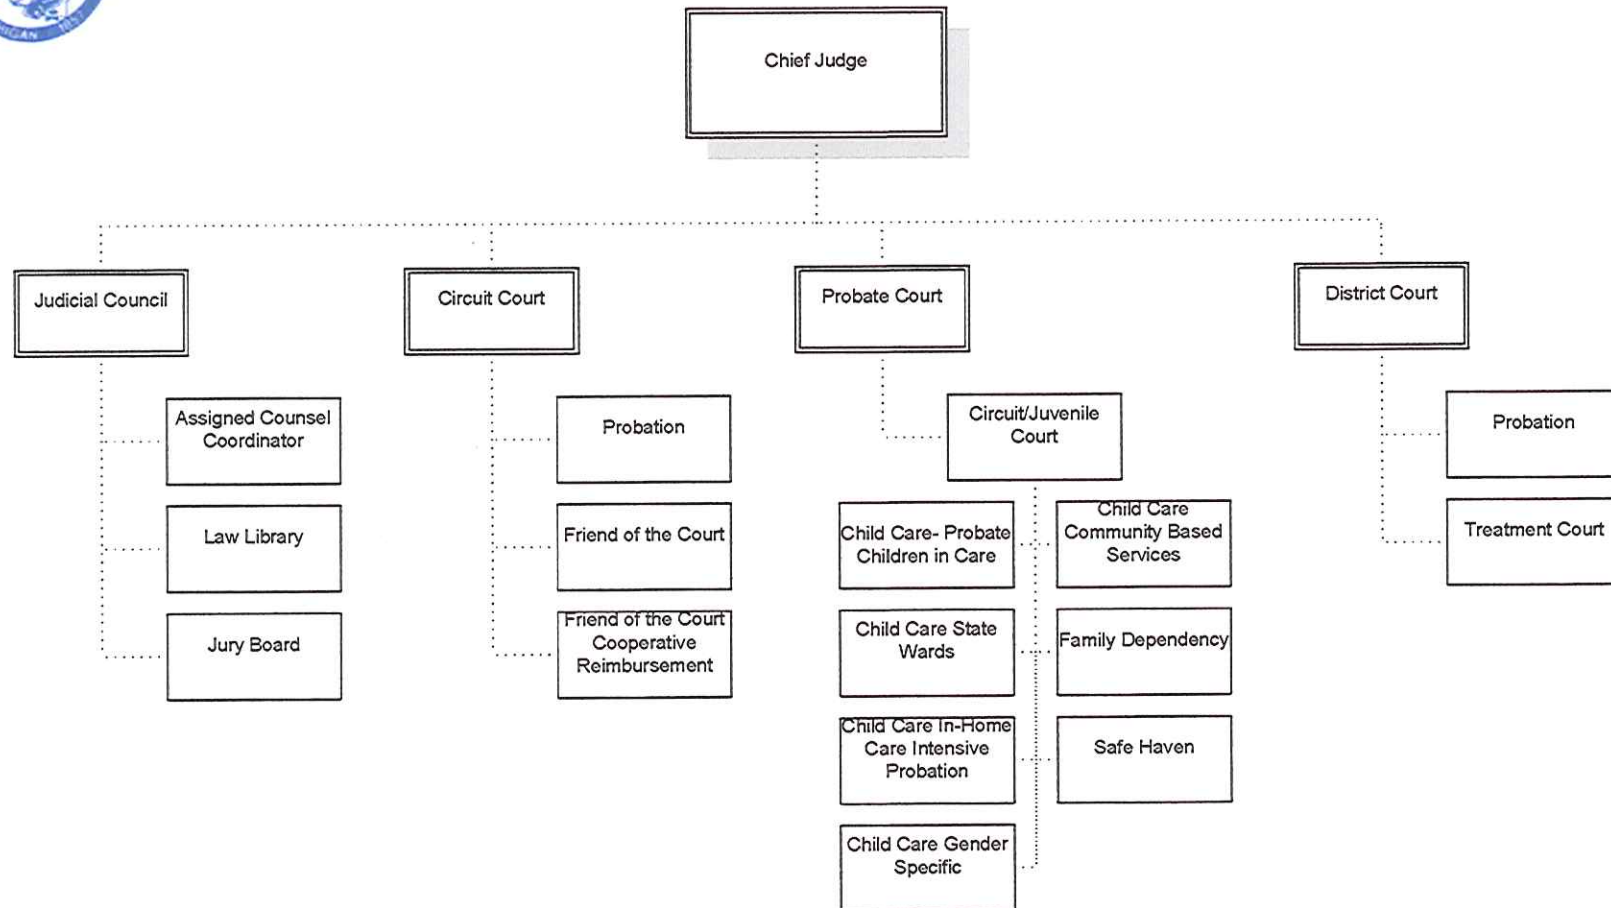 HIGAN 1857
Chief Judge
Judicial Council
Circuit Court
Probate Court
District Court
Assigned Counsel
Coordinator
Law Library
Jury Board
Probation
Friend of the Court
Friend of the Court
Cooperative
Reimbursement
Circuit/Juvenile
Court
Child Care- Probate
Children in Care
Child Care
Community Based
Services
Child Care State
Wards
Family Dependency
Child Care In-Home
Care Intensive
Probation
Safe Haven
Child Care Gender
Specific
Probation
Treatment Court